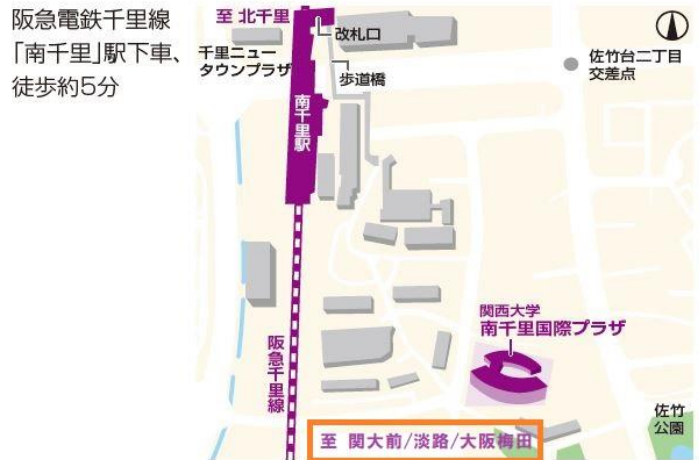 阪急電鉄千里線
「南千里」駅下車、
徒歩約5分
至 北千里
改札口
千里ニュー
タウンプラザ
歩道橋
佐竹台二丁目
交差点
南千里駅
関西大学
南千里国際プラザ
阪急千里線
佐竹
公園
至 関大前/淡路/大阪梅田